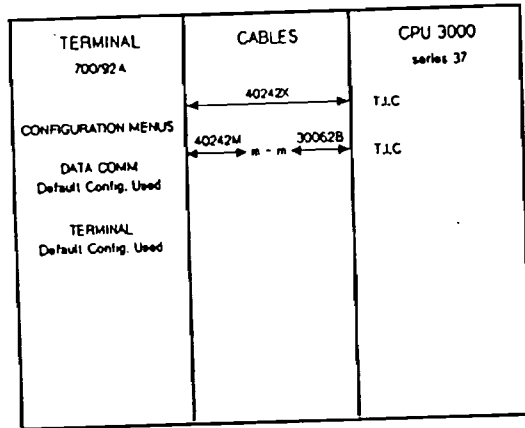 TERMINAL
700/92A
CABLES
CPU 3000
series 37
40242X
T.I.C
CONFIGURATION MENUS
40242M m - m 30062B
T.I.C
DATA COMM
Default Config. Used
TERMINAL
Default Config. Used